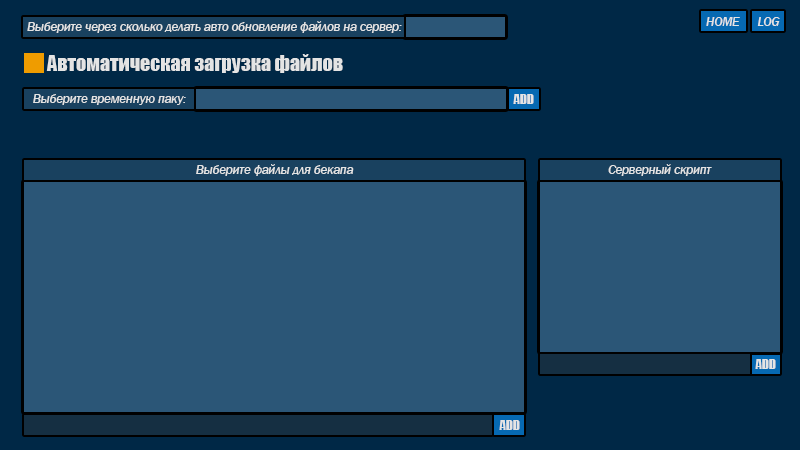 Выберите через сколько делать авто обновление файлов на сервер:
HOME
LOG
Автоматическая загрузка файлов
Выберите временную паку:
ADD
Выберите файлы для бекапа
Серверный скрипт
ADD
ADD